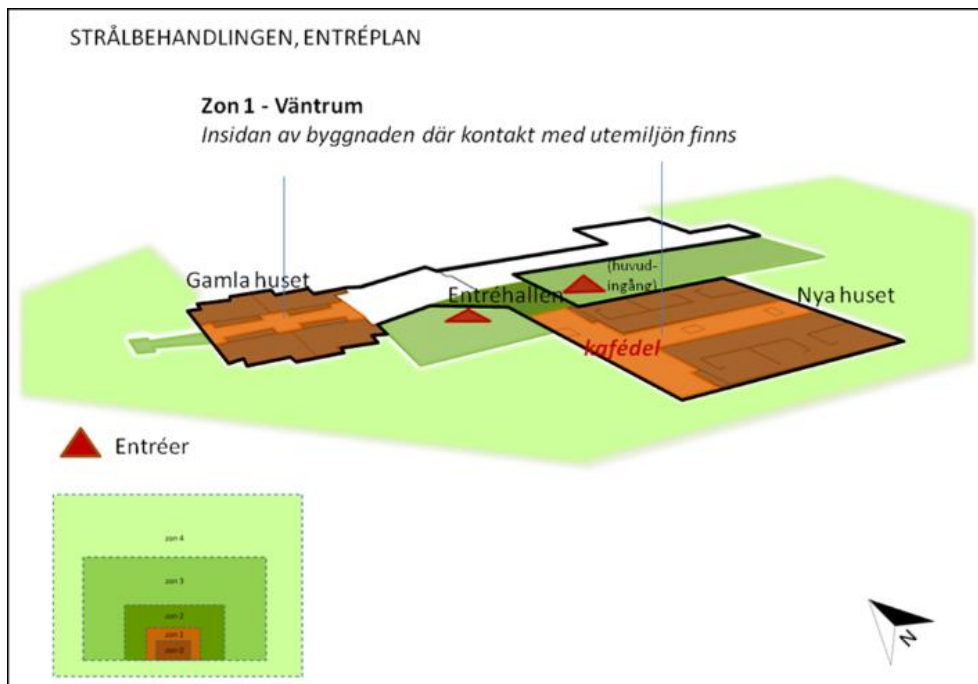 STRÅLBEHANDLINGEN, ENTRÉPLAN
Zon 1 - Väntrum
Insidan av byggnaden där kontakt med utemiljön finns
Gamla huset
Entréhallen
(huvud-
ingång)
Nya huset
kafédel
Entréer
zon 4
zon 3
zon 2
zon 1
zon 0
N